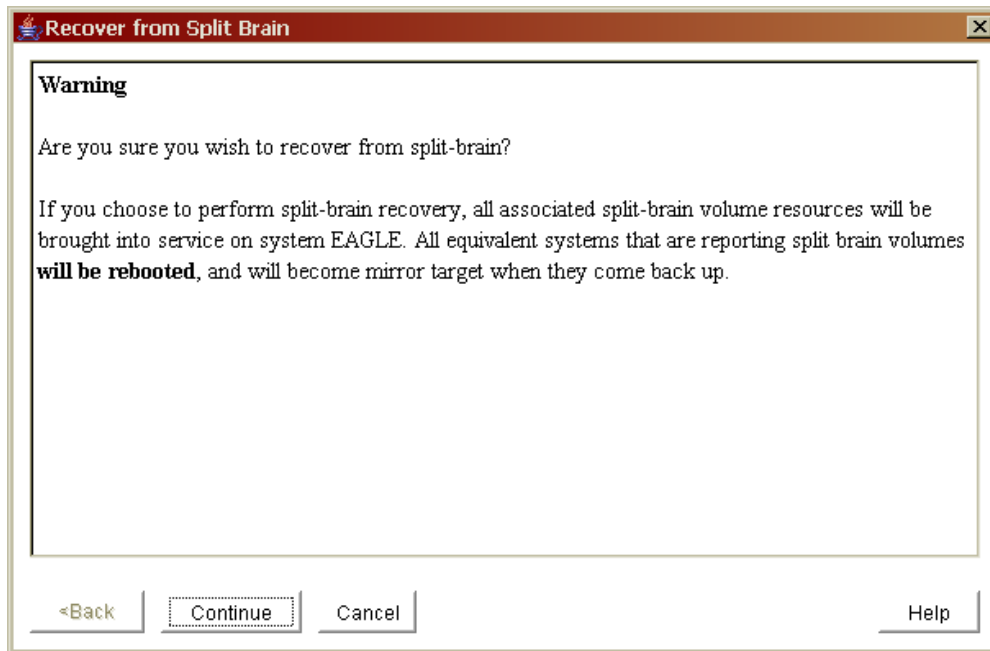 Recover from Split Brain
Warning
Are you sure you wish to recover from split-brain?
If you choose to perform split-brain recovery, all associated split-brain volume resources will be
brought into service on system EAGLE. All equivalent systems that are reporting split brain volumes
will be rebooted, and will become mirror target when they come back up.
<Back Continue Cancel Help